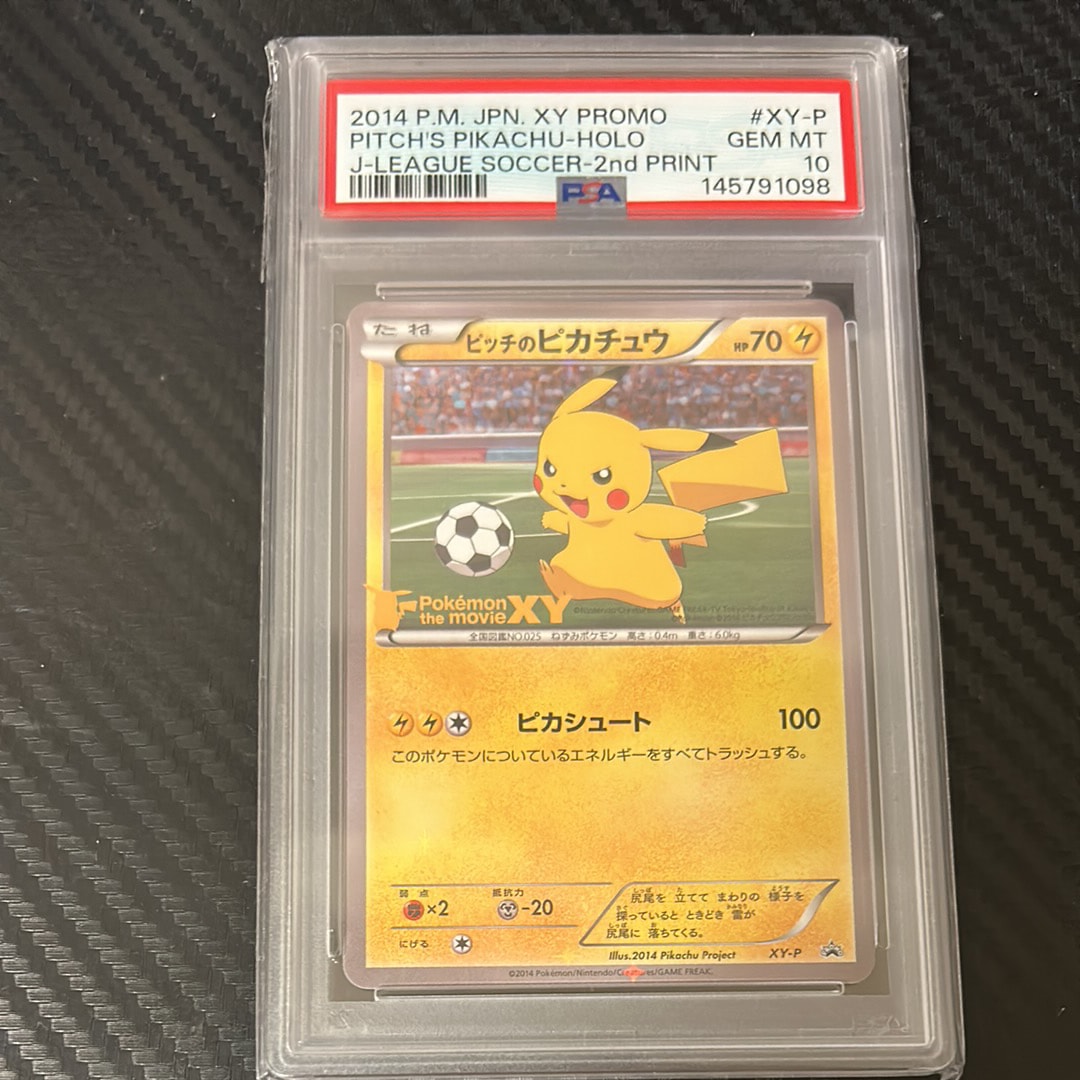 2014 P.M. JPN. XY PROMO #XY-P
PITCH'S PIKACHU-HOLO GEM MT
J-LEAGUE SOCCER-2nd PRINT 10
PSA 145791098
たね ピッチのピカチュウ HP70
Pokémon
the movie XY
全国図鑑NO.025 ねずみポケモン 高さ:0.4m 重さ:6.0kg
ピカシュート 100
このポケモンについているエネルギーをすべてトラッシュする。
弱点 抵抗力
×2 -20
にげる
尻尾を 立てて まわりの 様子を
探っていると ときどき 雷が
尻尾に 落ちてくる。
Illus.2014 Pikachu Project XY-P
©2014 Pokémon/Nintendo/Creatures/GAME FREAK.